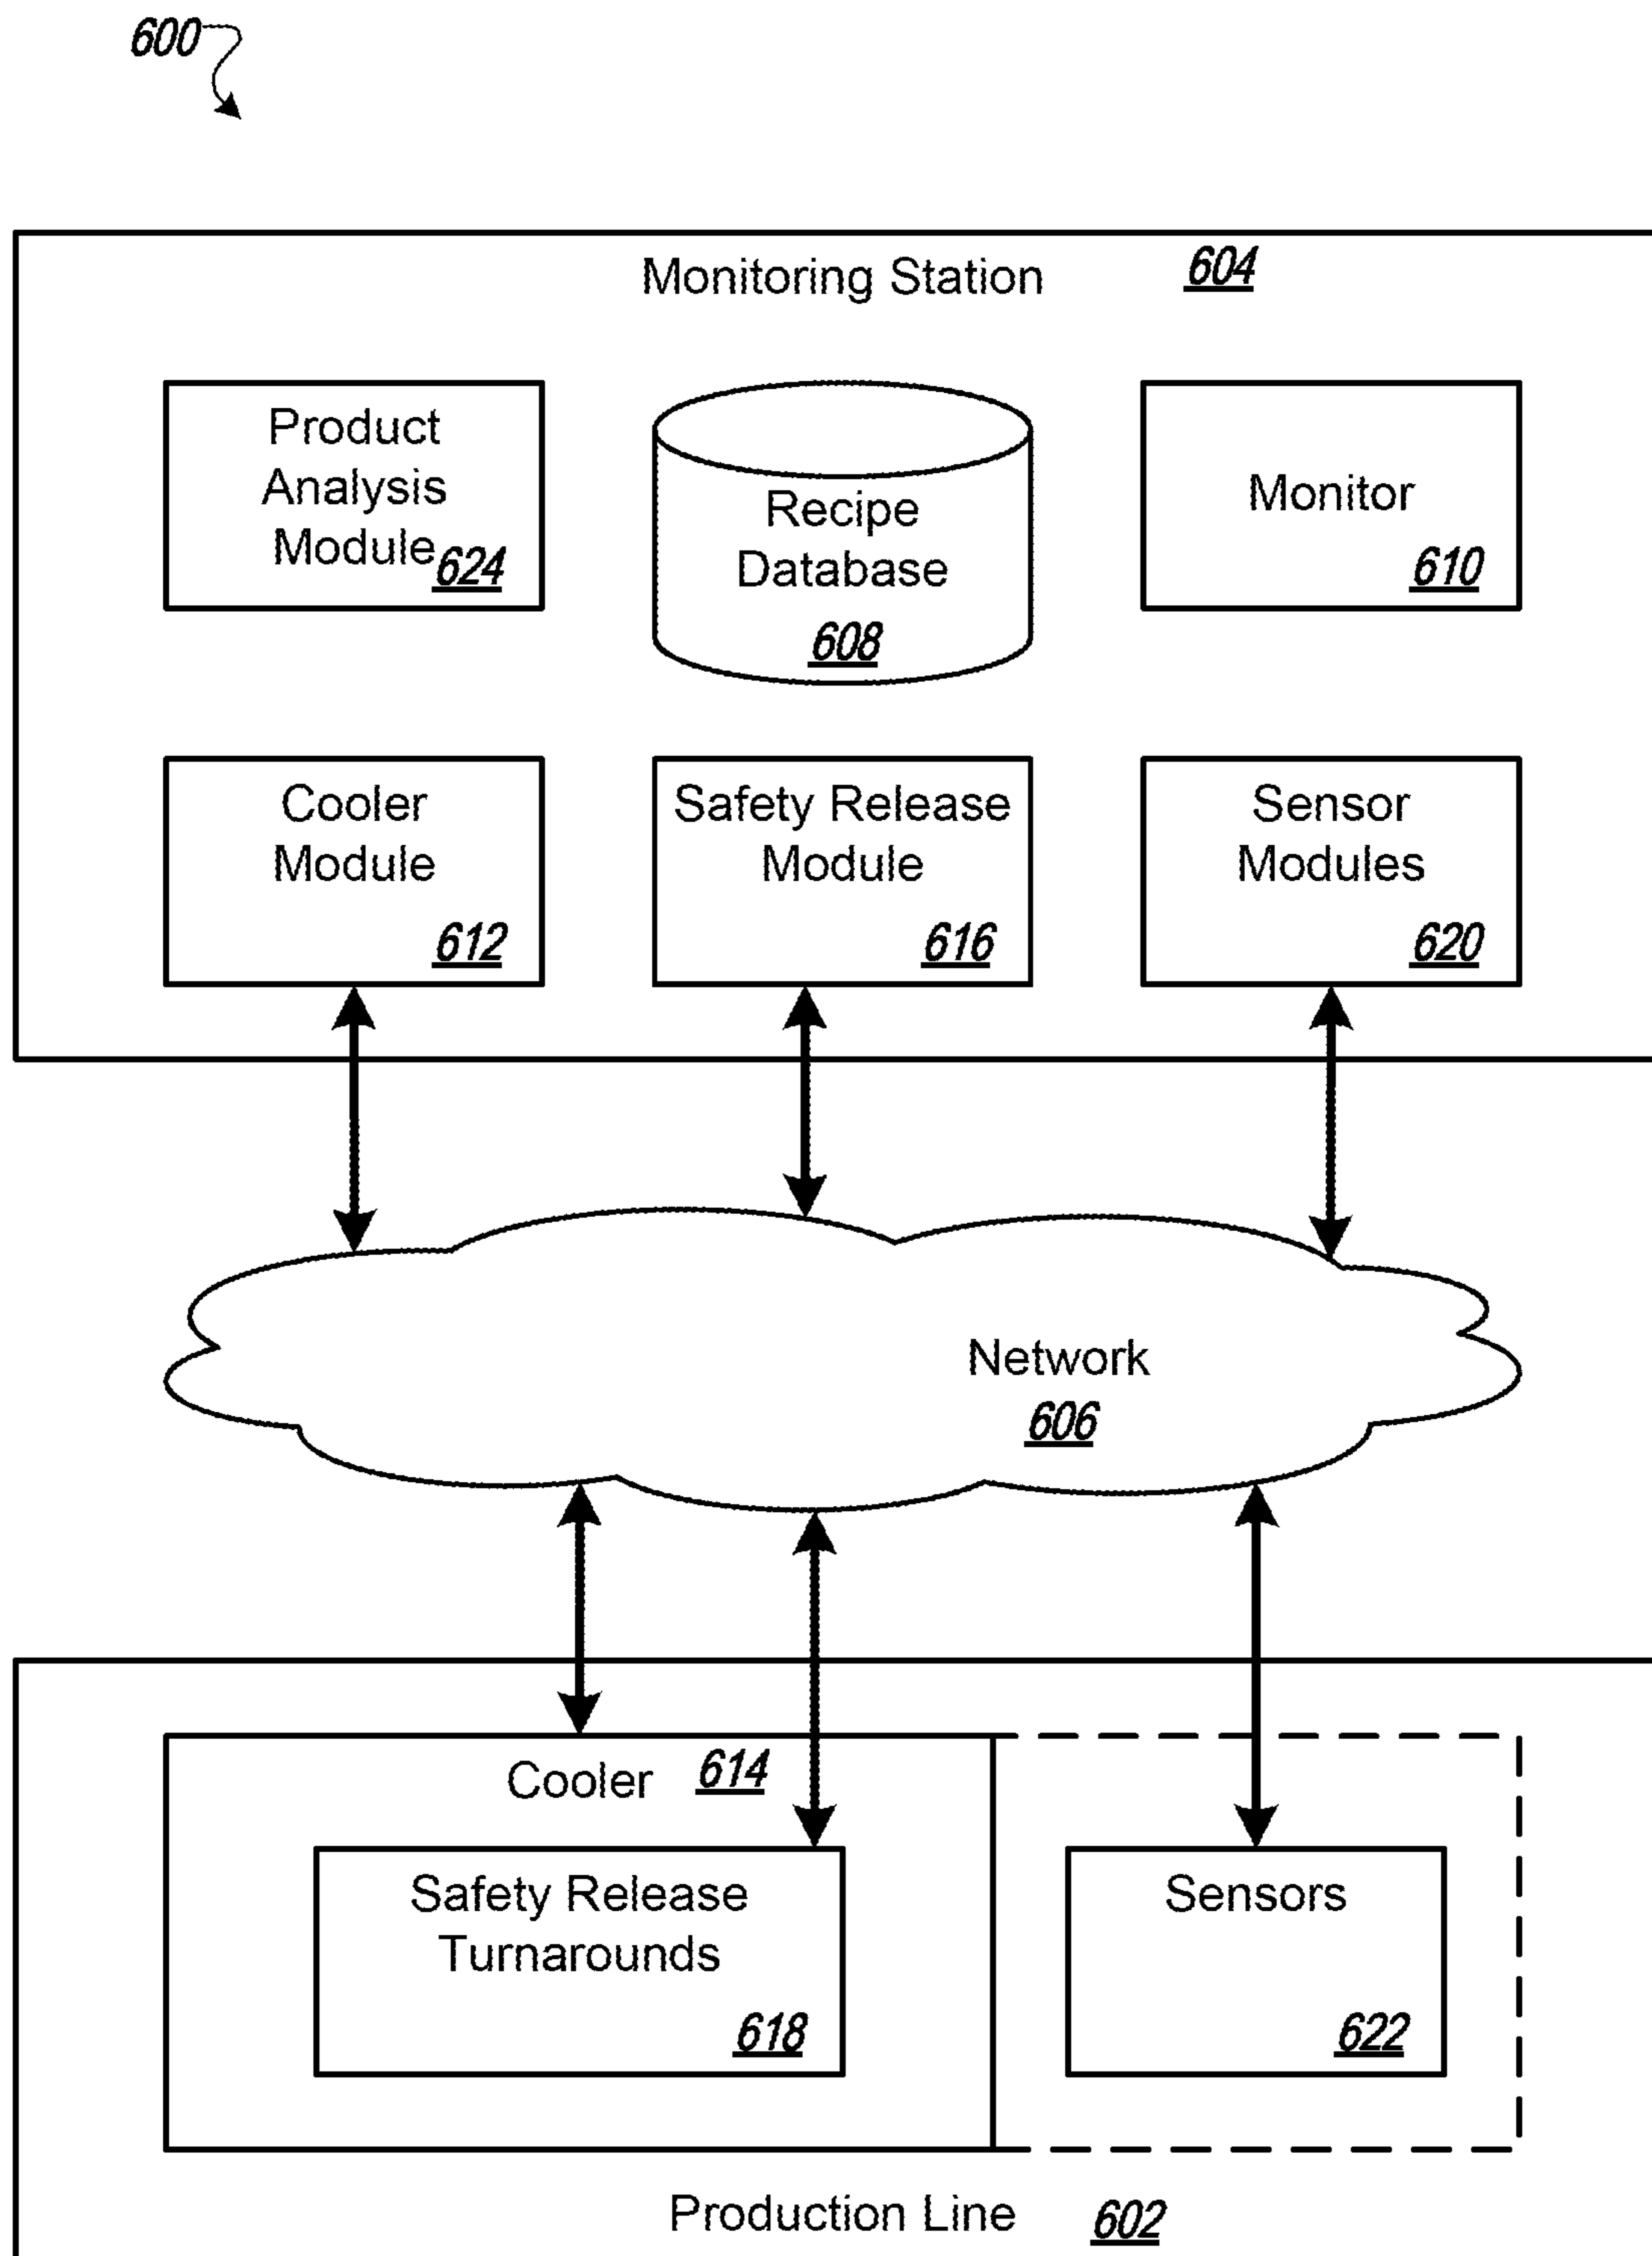 600
Monitoring Station 604
Product
Analysis
Module 624
Recipe
Database
608
Monitor
610
Cooler
Module
612
Safety Release
Module
616
Sensor
Modules
620
Network
606
Cooler 614
Safety Release
Turnarounds
618
Sensors
622
Production Line 602